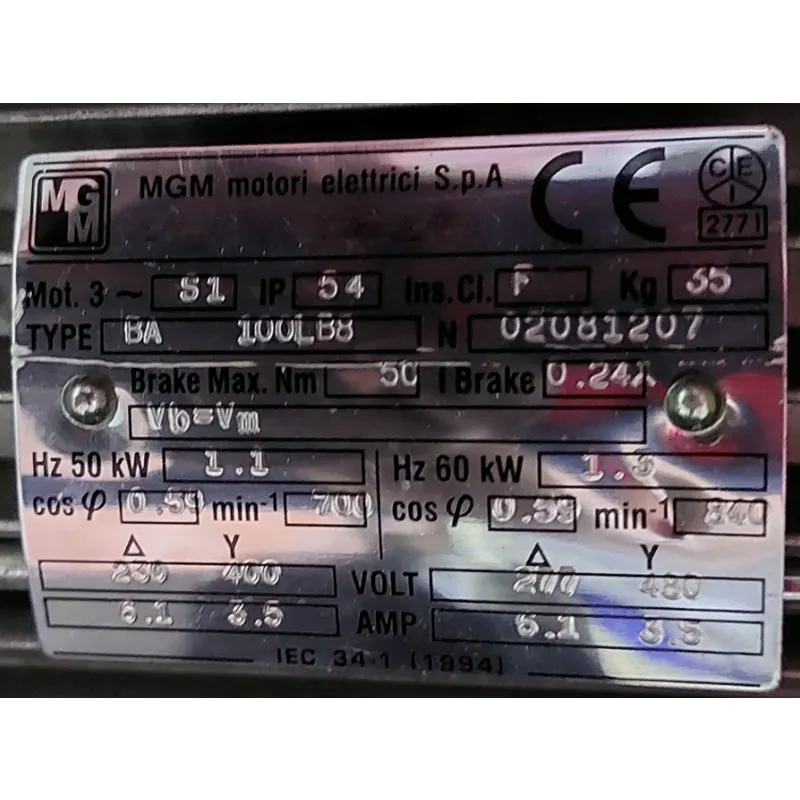 MGM motori elettrici S.p.A CE CEI 2771
MGM
Mot. 3 ~ S1 IP 54 Ins.Cl. F Kg 35
TYPE BA 100LB8 N 02081207
Brake Max. Nm 50 I Brake 0.24A
Vb=Vm
Hz 50 kW 1.1 Hz 60 kW 1.3
cos φ 0.59 min-1 700 cos φ 0.59 min-1 840
Δ Y Δ Y
230 400 VOLT 277 480
6.1 3.5 AMP 6.1 3.5
IEC 34-1 (1994)